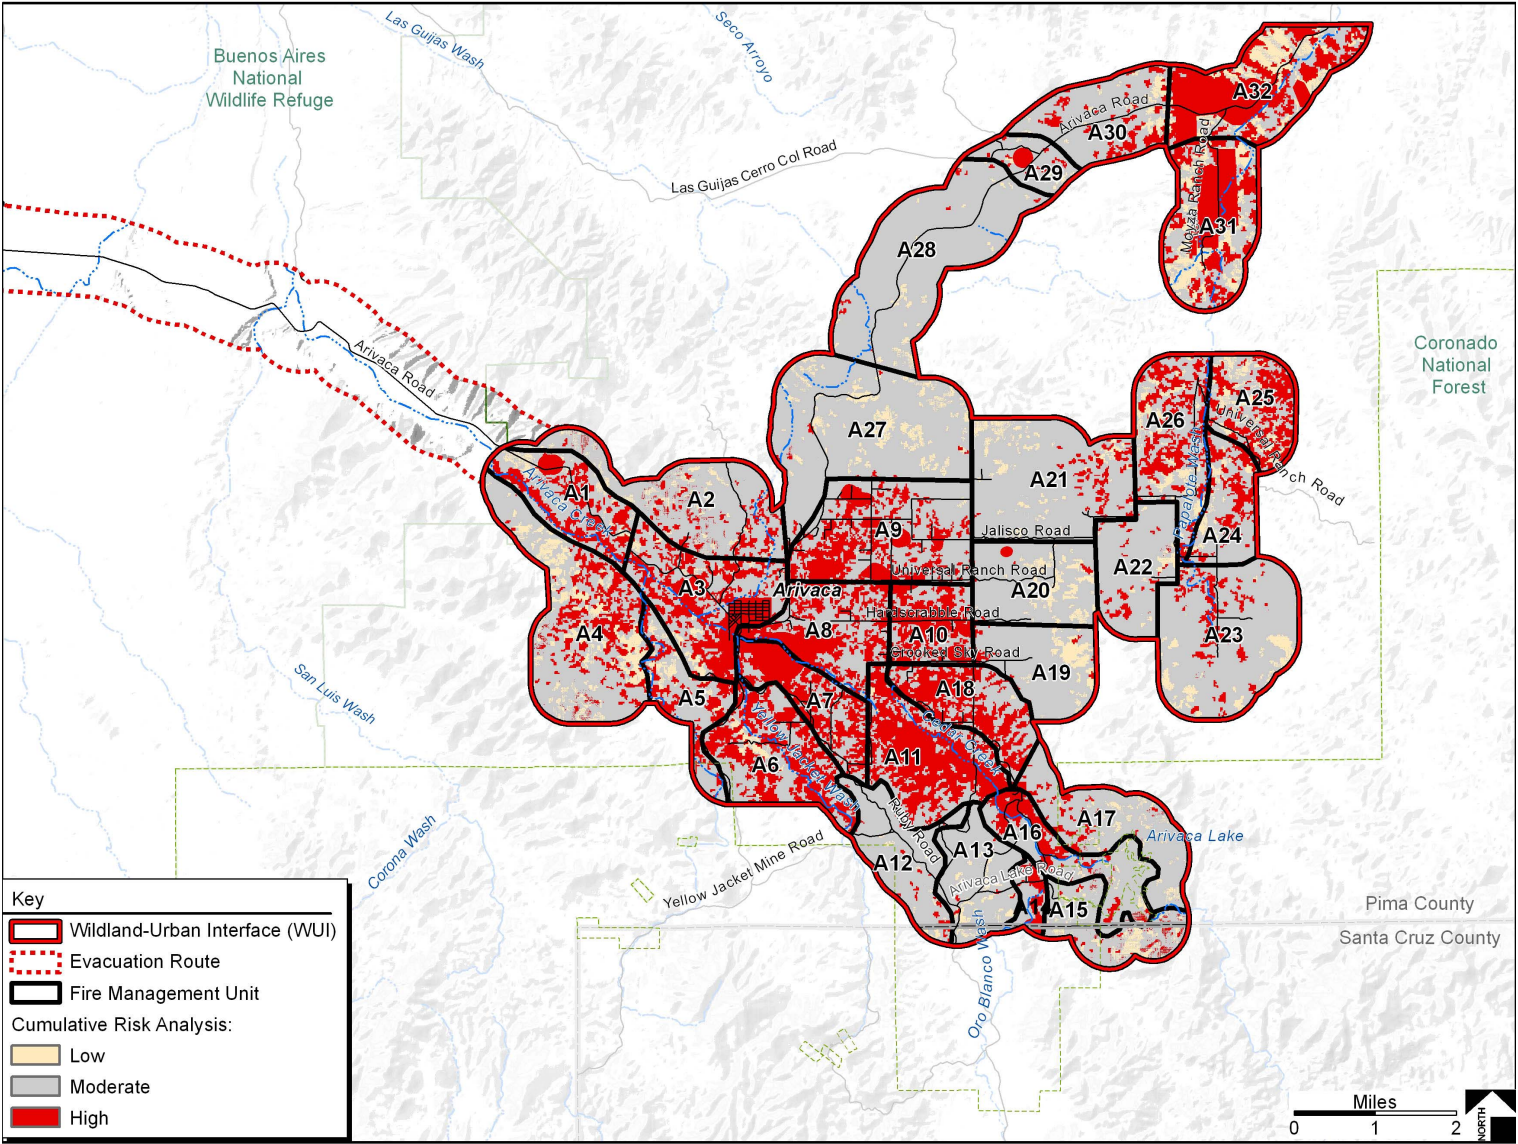 Buenos Aires
National
Wildlife Refuge
Las Guijas Wash
Seco Arroyo
Las Guijas Cerro Col Road
Arivaca Road
A32
A30
A29
Moyza Ranch Road
A31
A28
Coronado
National
Forest
Arivaca Road
A27
A26
A25
Universal Ranch Road
Papalote Wash
A21
A1
Arivaca Creek
A2
A9
Jalisco Road
A24
A22
Universal Ranch Road
A20
A3
Arivaca
Hardscrabble Road
A4
A8
A10
A23
Crooked Sky Road
A19
A5
A7
A18
San Luis Wash
Yellow Jacket Wash
Cedar Creek
A6
A11
Ruby Road
A16
A17
Arivaca Lake
Corona Wash
A12
A13
Arivaca Lake Road
Yellow Jacket Mine Road
A15
Oro Blanco Wash
Pima County
Santa Cruz County
Key
Wildland-Urban Interface (WUI)
Evacuation Route
Fire Management Unit
Cumulative Risk Analysis:
Low
Moderate
High
Miles
0 1 2
NORTH